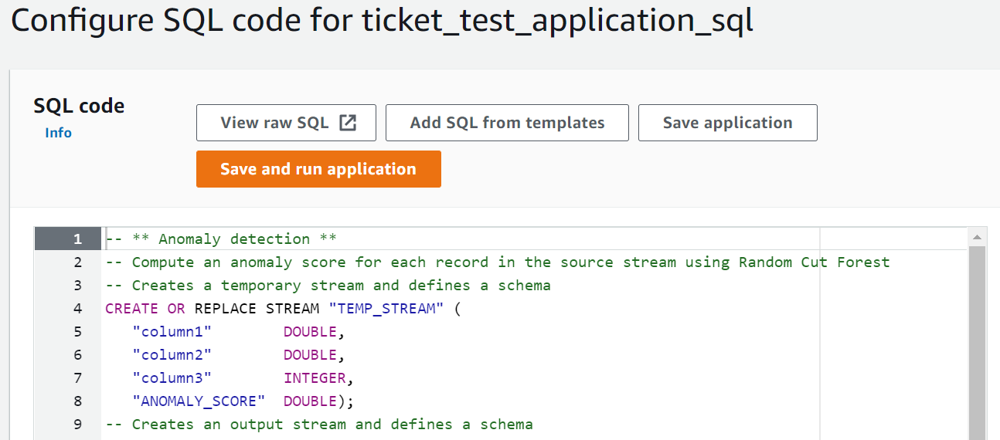 Configure SQL code for ticket_test_application_sql
SQL code
Info
View raw SQL
Add SQL from templates
Save application
Save and run application
1 -- ** Anomaly detection **
2 -- Compute an anomaly score for each record in the source stream using Random Cut Forest
3 -- Creates a temporary stream and defines a schema
4 CREATE OR REPLACE STREAM "TEMP_STREAM" (
5 "column1" DOUBLE,
6 "column2" DOUBLE,
7 "column3" INTEGER,
8 "ANOMALY_SCORE" DOUBLE);
9 -- Creates an output stream and defines a schema